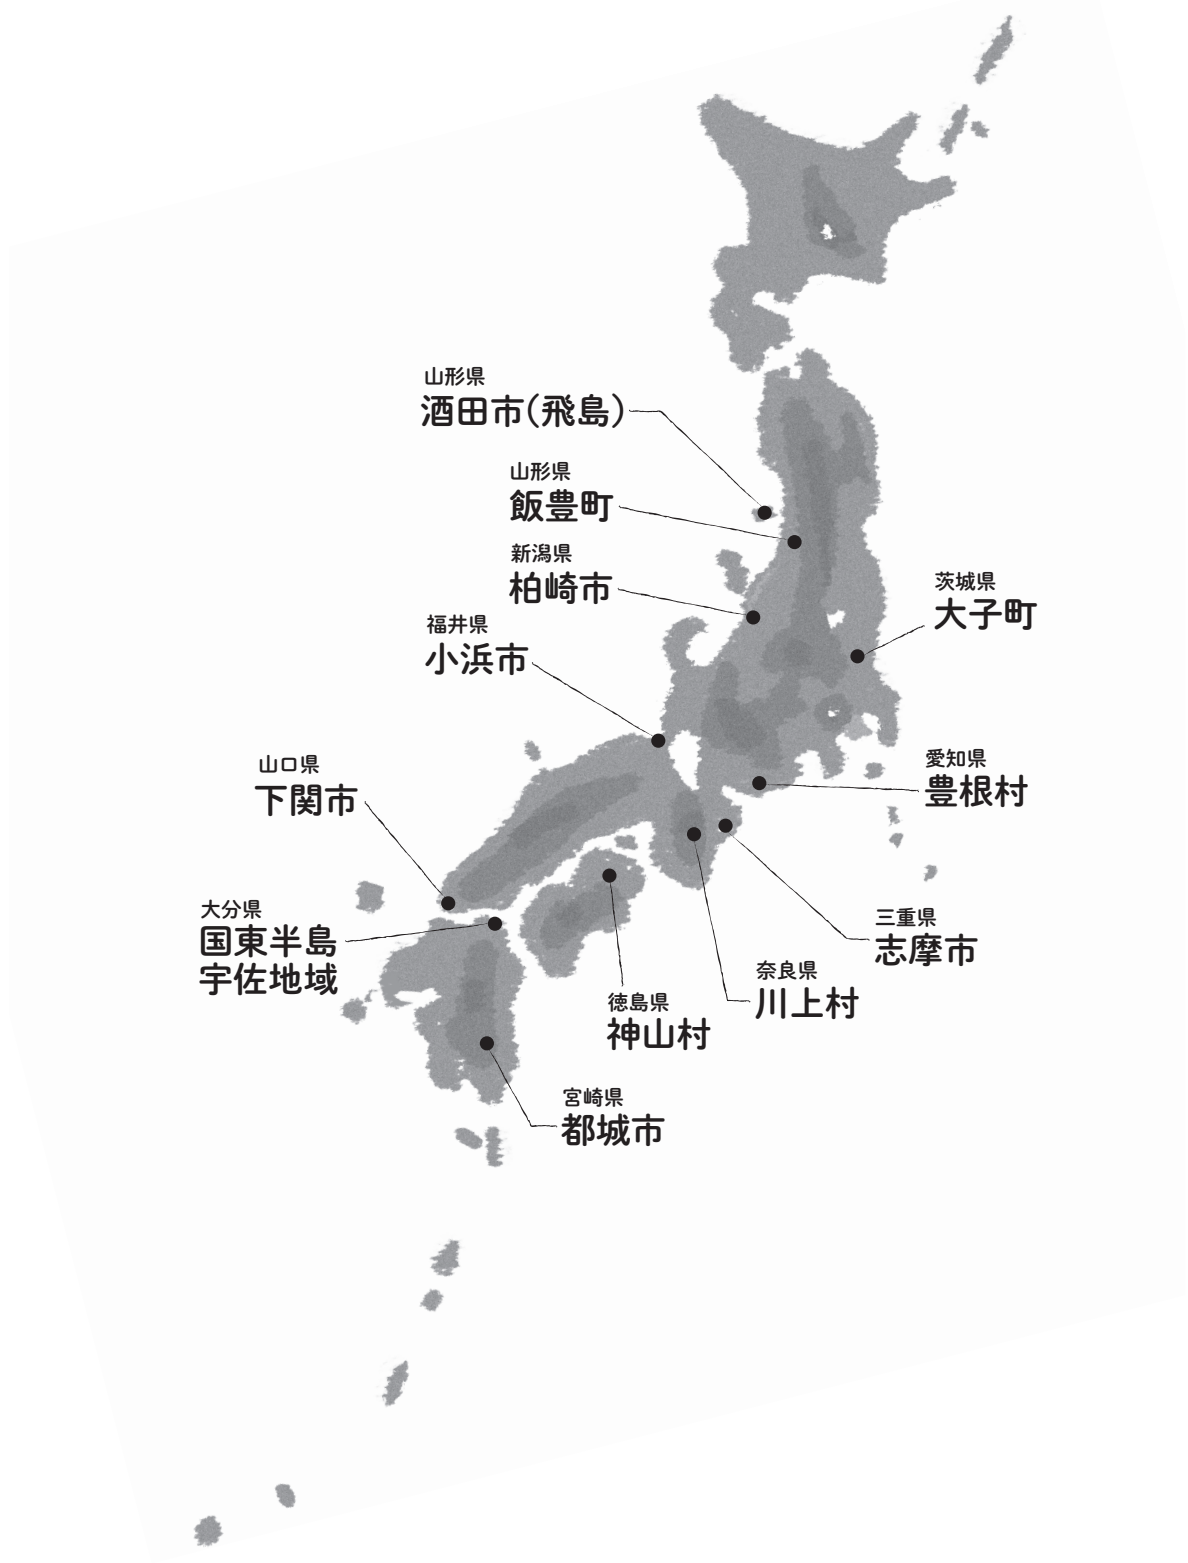 山形県
酒田市(飛島)
山形県
飯豊町
新潟県
柏崎市
茨城県
大子町
福井県
小浜市
山口県
下関市
愛知県
豊根村
大分県
国東半島
宇佐地域
三重県
志摩市
奈良県
川上村
徳島県
神山村
宮崎県
都城市